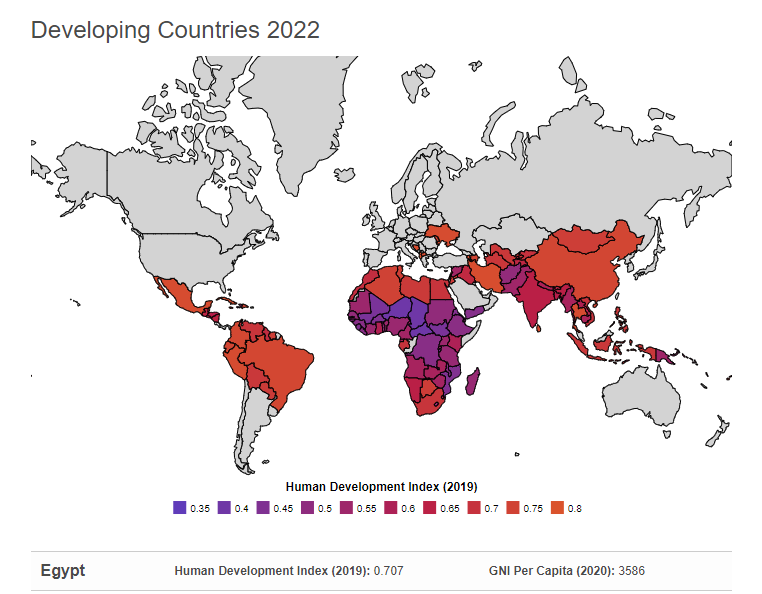 Developing Countries 2022
Human Development Index (2019)
0.35 0.4 0.45 0.5 0.55 0.6 0.65 0.7 0.75 0.8
Egypt Human Development Index (2019): 0.707 GNI Per Capita (2020): 3586